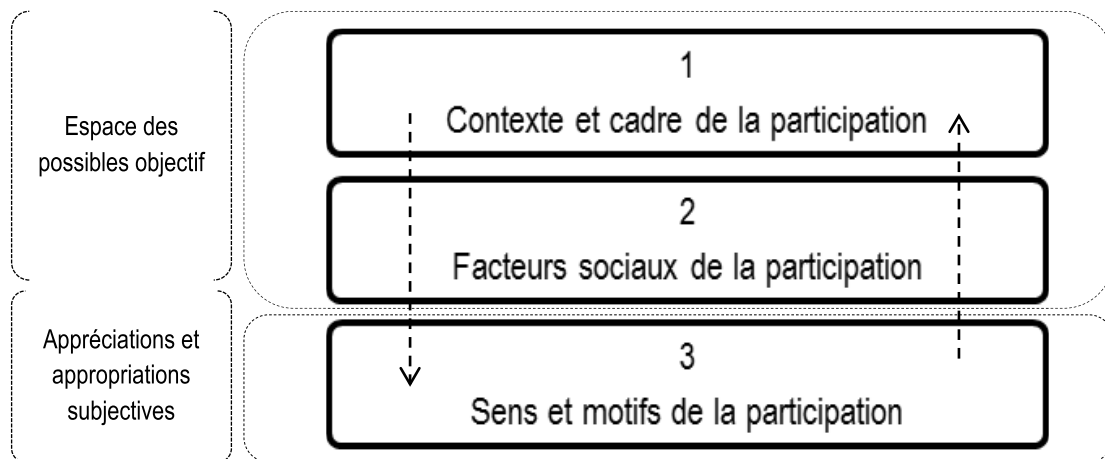 Espace des
possibles objectif
1
Contexte et cadre de la participation
2
Facteurs sociaux de la participation
Appréciations et
appropriations
subjectives
3
Sens et motifs de la participation